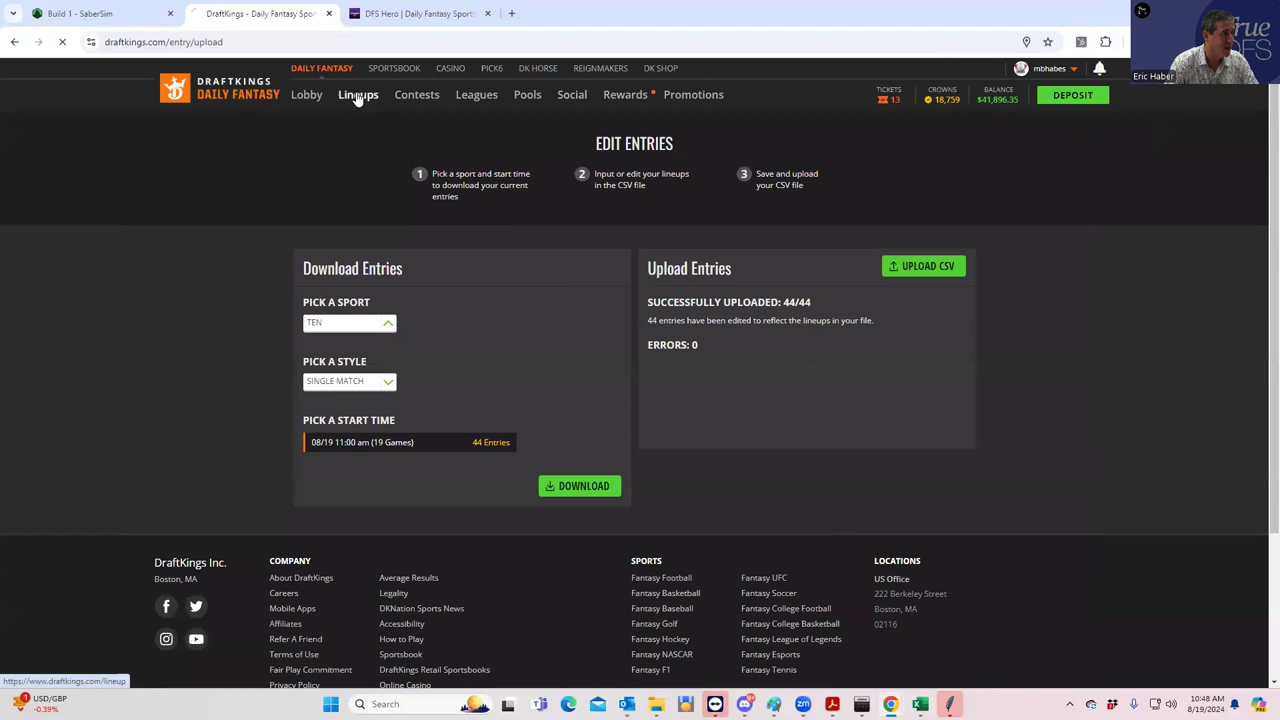 Build 1 - SaberSim
DraftKings - Daily Fantasy Spor
DFS Hero | Daily Fantasy Sports
draftkings.com/entry/upload
Eric Haber
DAILY FANTASY
SPORTSBOOK
CASINO
PICK6
DK HORSE
REIGNMAKERS
DK SHOP
mbhabes
DRAFTKINGS
DAILY FANTASY
Lobby
Lineups
Contests
Leagues
Pools
Social
Rewards
Promotions
TICKETS
13
CROWNS
18,759
BALANCE
$41,896.35
DEPOSIT
EDIT ENTRIES
1
Pick a sport and start time
to download your current
entries
2
Input or edit your lineups
in the CSV file
3
Save and upload
your CSV file
Download Entries
PICK A SPORT
TEN
PICK A STYLE
SINGLE MATCH
PICK A START TIME
08/19 11:00 am (19 Games)
44 Entries
DOWNLOAD
Upload Entries
UPLOAD CSV
SUCCESSFULLY UPLOADED: 44/44
44 entries have been edited to reflect the lineups in your file.
ERRORS: 0
DraftKings Inc.
Boston, MA
COMPANY
About DraftKings
Careers
Mobile Apps
Affiliates
Refer A Friend
Terms of Use
Fair Play Commitment
Privacy Policy
Average Results
Legality
DKNation Sports News
Accessibility
How to Play
Sportsbook
DraftKings Retail Sportsbooks
Online Casino
SPORTS
Fantasy Football
Fantasy Basketball
Fantasy Baseball
Fantasy Golf
Fantasy Hockey
Fantasy NASCAR
Fantasy F1
Fantasy UFC
Fantasy Soccer
Fantasy College Football
Fantasy College Basketball
Fantasy League of Legends
Fantasy Esports
Fantasy Tennis
LOCATIONS
US Office
222 Berkeley Street
Boston, MA
02116
https://www.draftkings.com/lineup
USD/GBP
-0.39%
Search
10:48 AM
8/19/2024